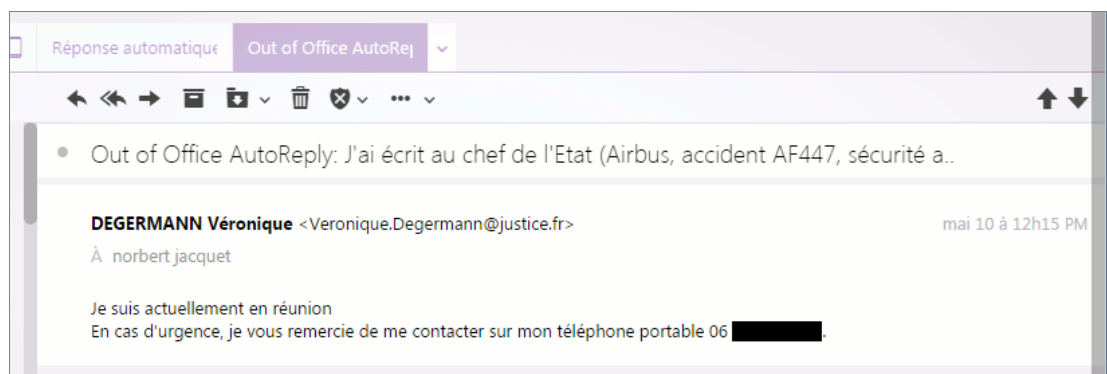 Réponse automatique
Out of Office AutoRep
Out of Office AutoReply: J'ai écrit au chef de l'Etat (Airbus, accident AF447, sécurité a..
DEGERMANN Véronique <Veronique.Degermann@justice.fr>
mai 10 à 12h15 PM
À norbert jacquet
Je suis actuellement en réunion
En cas d'urgence, je vous remercie de me contacter sur mon téléphone portable 06 .